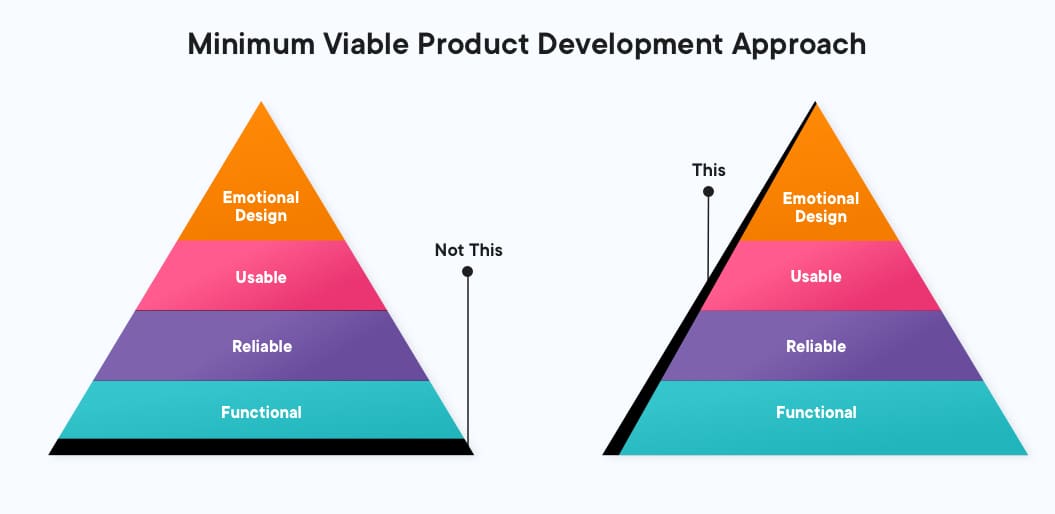 Minimum Viable Product Development Approach
Emotional
Design
Usable
Reliable
Functional
Not This
This
Emotional
Design
Usable
Reliable
Functional